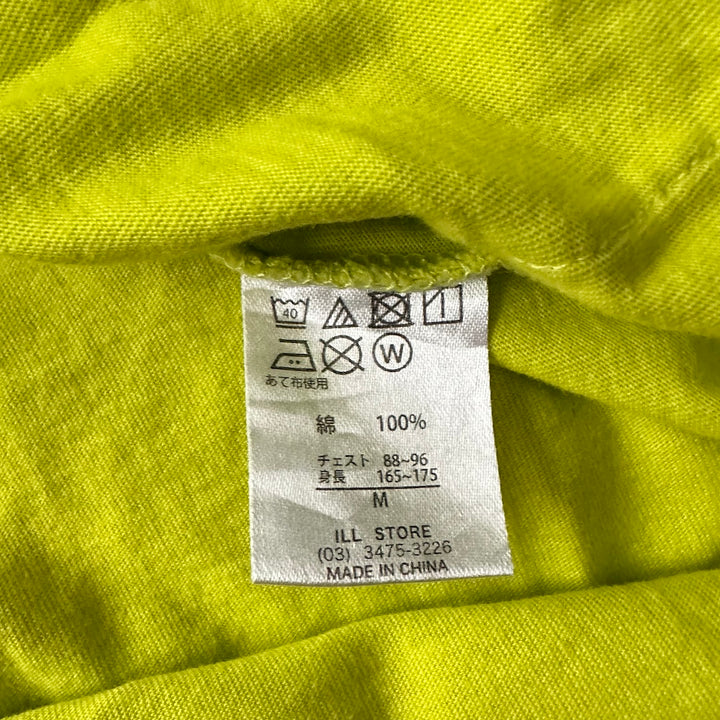 40
W
あて布使用
綿 100%
チェスト 88~96
身長 165~175
M
ILL STORE
(03) 3475-3226
MADE IN CHINA